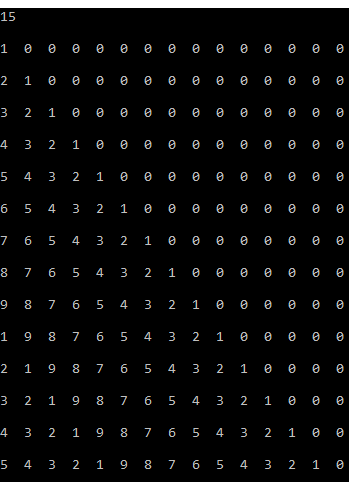 15
1 0 0 0 0 0 0 0 0 0 0 0 0 0 0
2 1 0 0 0 0 0 0 0 0 0 0 0 0 0
3 2 1 0 0 0 0 0 0 0 0 0 0 0 0
4 3 2 1 0 0 0 0 0 0 0 0 0 0 0
5 4 3 2 1 0 0 0 0 0 0 0 0 0 0
6 5 4 3 2 1 0 0 0 0 0 0 0 0 0
7 6 5 4 3 2 1 0 0 0 0 0 0 0 0
8 7 6 5 4 3 2 1 0 0 0 0 0 0 0
9 8 7 6 5 4 3 2 1 0 0 0 0 0 0
1 9 8 7 6 5 4 3 2 1 0 0 0 0 0
2 1 9 8 7 6 5 4 3 2 1 0 0 0 0
3 2 1 9 8 7 6 5 4 3 2 1 0 0 0
4 3 2 1 9 8 7 6 5 4 3 2 1 0 0
5 4 3 2 1 9 8 7 6 5 4 3 2 1 0